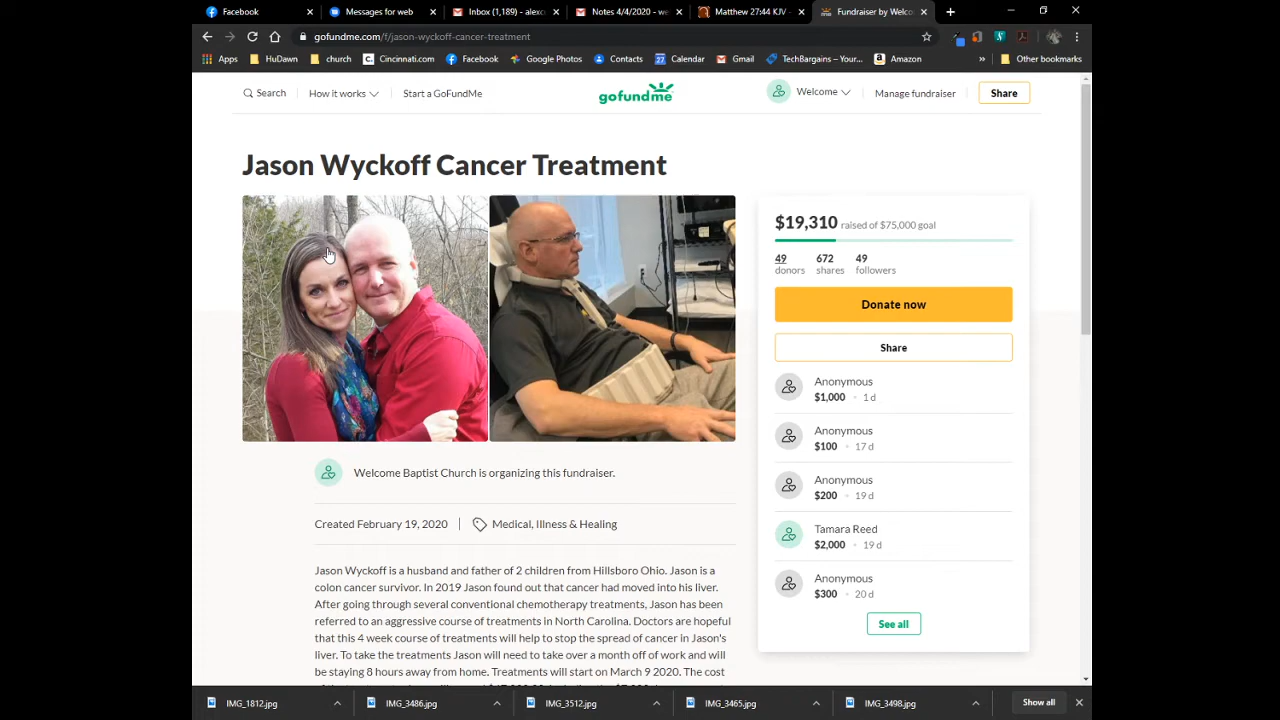 Facebook
Messages for web
Inbox (1,189) - alexc
Notes 4/4/2020 - we
Matthew 27:44 KJV -
Fundraiser by Welco
gofundme.com/f/jason-wyckoff-cancer-treatment
Apps
HuDawn
church
Cincinnati.com
Facebook
Google Photos
Contacts
27
Calendar
Gmail
TechBargains – Your...
Amazon
»
Other bookmarks
Search
How it works
Start a GoFundMe
gofundme
Welcome
Manage fundraiser
Share
Jason Wyckoff Cancer Treatment
$19,310 raised of $75,000 goal
49 672 49
donors shares followers
Donate now
Share
Anonymous
$1,000 • 1 d
Anonymous
$100 • 17 d
Anonymous
$200 • 19 d
Tamara Reed
$2,000 • 19 d
Anonymous
$300 • 20 d
See all
Welcome Baptist Church is organizing this fundraiser.
Created February 19, 2020
Medical, Illness & Healing
Jason Wyckoff is a husband and father of 2 children from Hillsboro Ohio. Jason is a
colon cancer survivor. In 2019 Jason found out that cancer had moved into his liver.
After going through several conventional chemotherapy treatments, Jason has been
referred to an aggressive course of treatments in North Carolina. Doctors are hopeful
that this 4 week course of treatments will help to stop the spread of cancer in Jason's
liver. To take the treatments Jason will need to take over a month off of work and will
be staying 8 hours away from home. Treatments will start on March 9 2020. The cost
IMG_1812.jpg
IMG_3486.jpg
IMG_3512.jpg
IMG_3465.jpg
IMG_3498.jpg
Show all